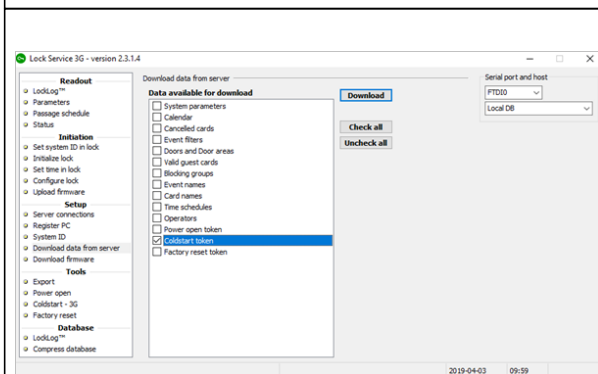 Lock Service 3G - version 2.3.1.4
Readout
LockLog™
Parameters
Passage schedule
Status
Initiation
Set system ID in lock
Initialize lock
Set time in lock
Configure lock
Upload firmware
Setup
Server connections
Register PC
System ID
Download data from server
Download firmware
Tools
Export
Power open
Coldstart - 3G
Factory reset
Database
LockLog™
Compress database
Download data from server
Data available for download
System parameters
Calendar
Cancelled cards
Event filters
Doors and Door areas
Valid guest cards
Blocking groups
Event names
Card names
Time schedules
Operators
Power open token
Coldstart token
Factory reset token
Download
Check all
Uncheck all
Serial port and host
FTDI0
Local DB
2019-04-03 09:59